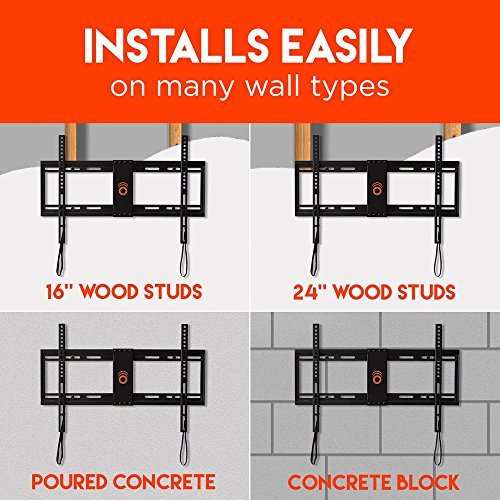 INSTALLS EASILY
on many wall types
16" WOOD STUDS
24" WOOD STUDS
POURED CONCRETE
CONCRETE BLOCK